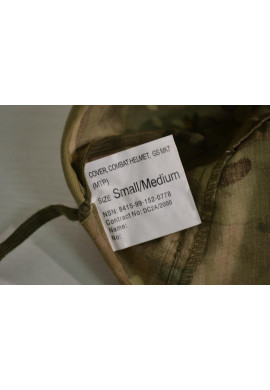 COVER, COMBAT HELMET, GS MK7
(MTP)
SIZE Small/Medium
NSN: 8415-99-152-0778
Contract No: DC2A/2000
Name:
No: